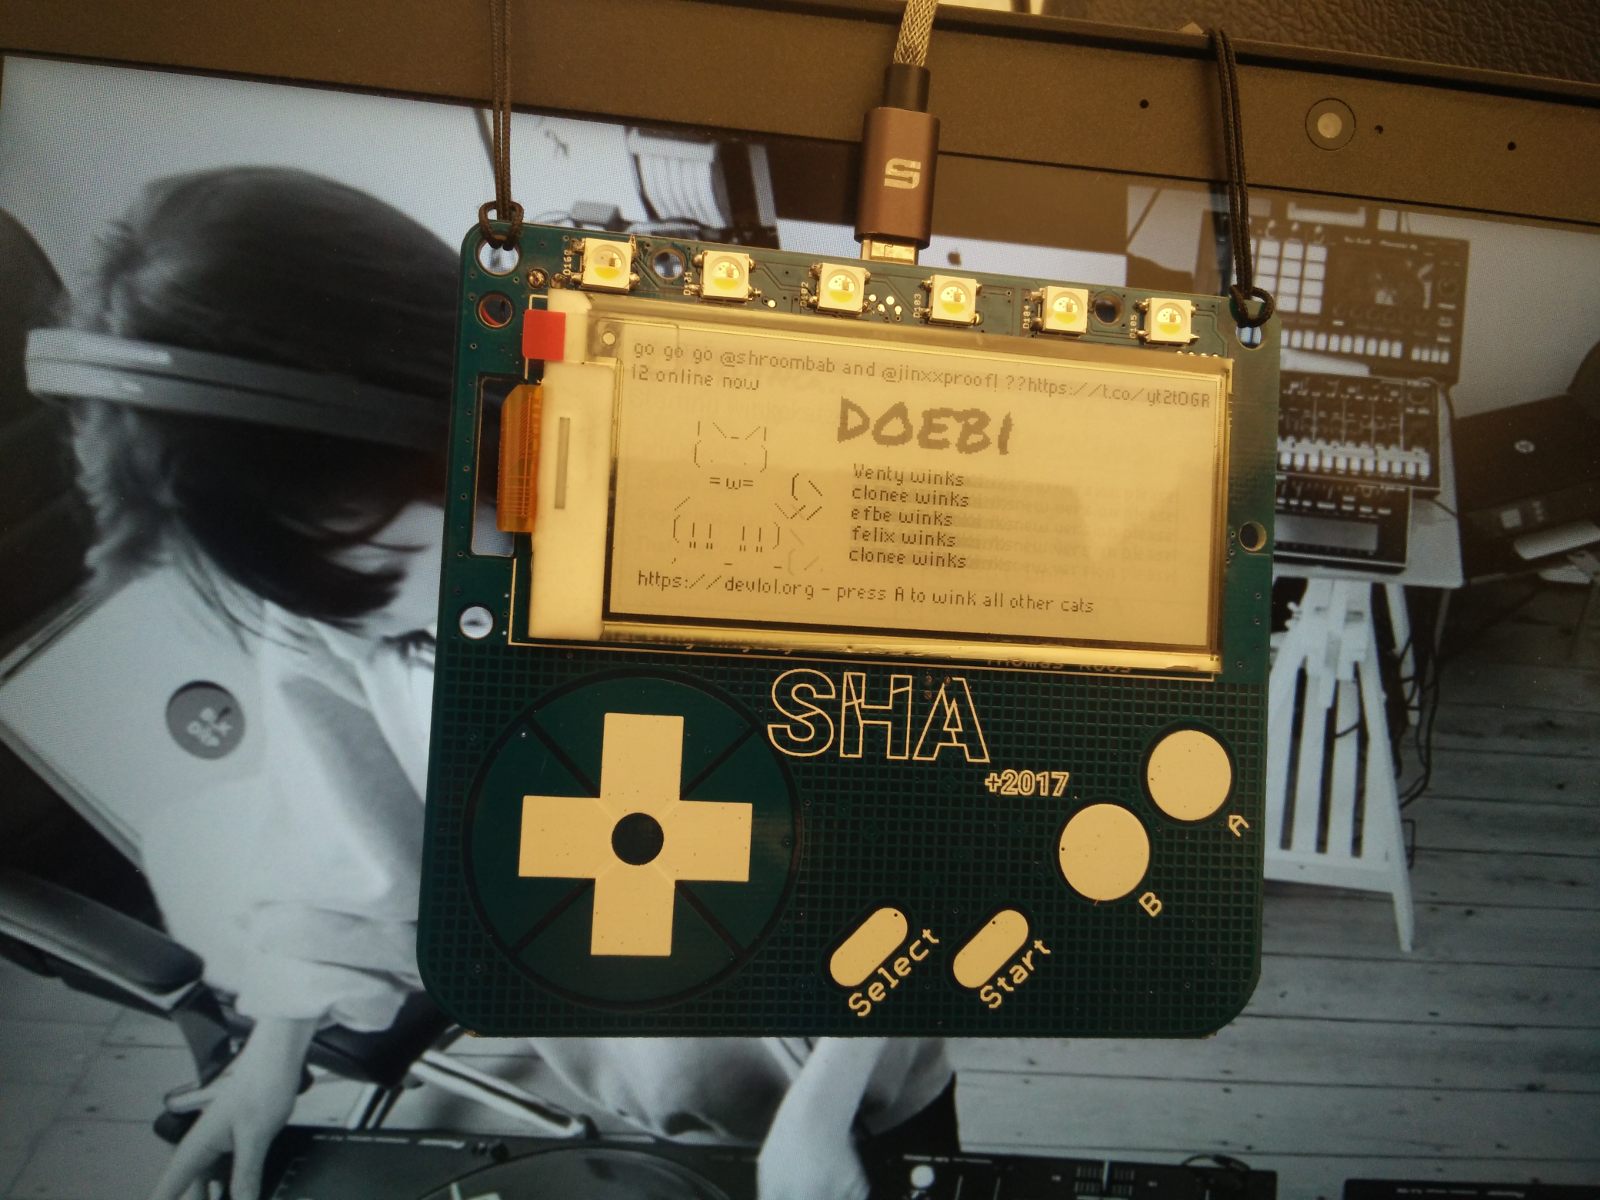 go go go @shroombab and @jinxxproof| ??https://t.co/yt2tOGR
12 online now
DOEBI
=w=
Venty winks
clonee winks
efbe winks
felix winks
clonee winks
https://devlol.org - press A to wink all other cats
SHA
+2017
A
B
Select
Start